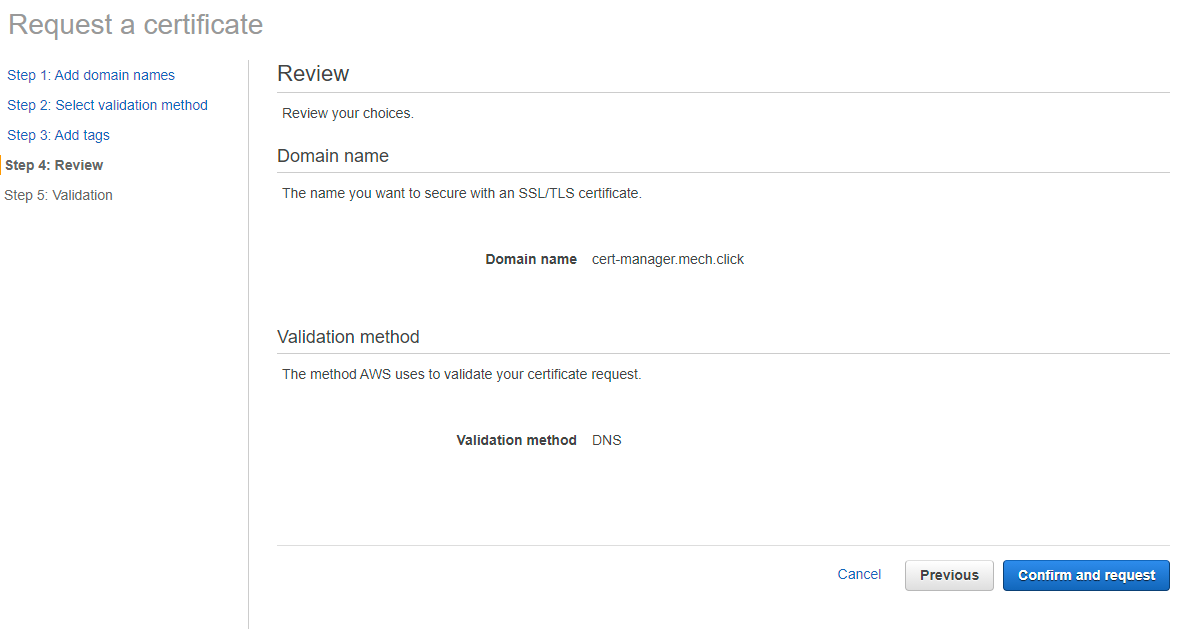 Request a certificate
Step 1: Add domain names
Step 2: Select validation method
Step 3: Add tags
Step 4: Review
Step 5: Validation
Review
Review your choices.
Domain name
The name you want to secure with an SSL/TLS certificate.
Domain name cert-manager.mech.click
Validation method
The method AWS uses to validate your certificate request.
Validation method DNS
Cancel Previous Confirm and request